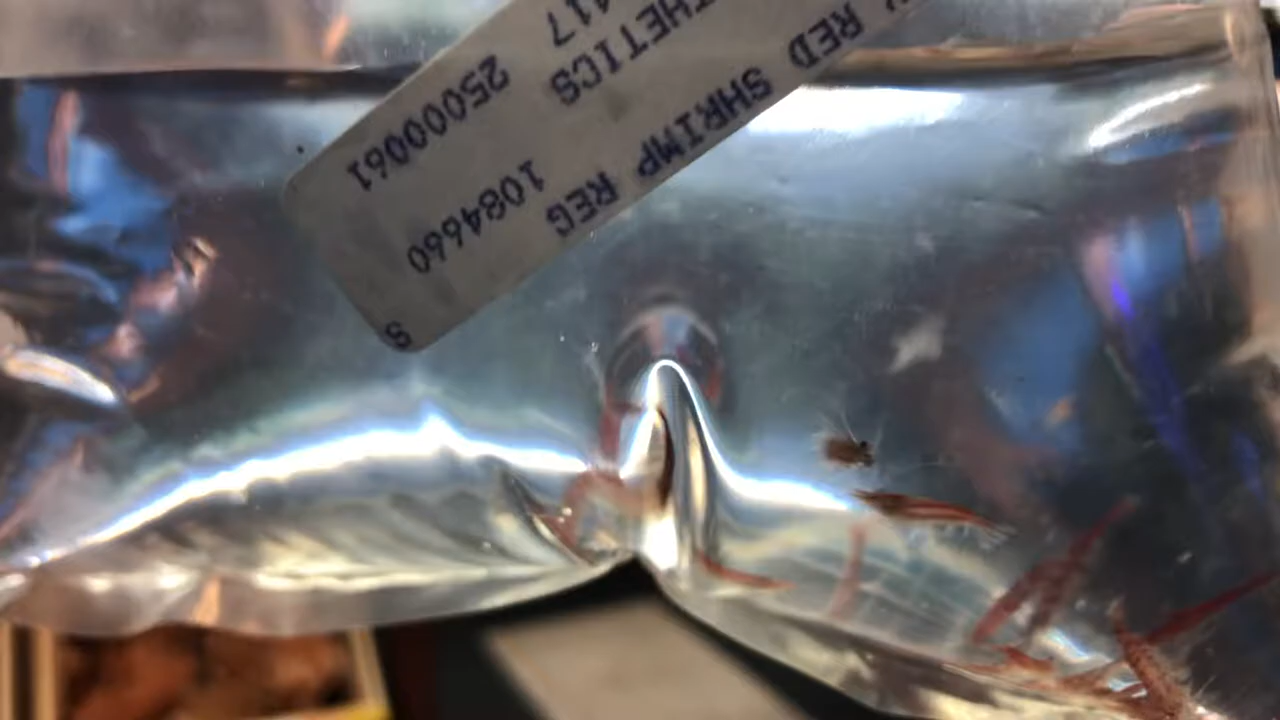 RED SHRIMP REG S
1084660
THETICS
417 25000061